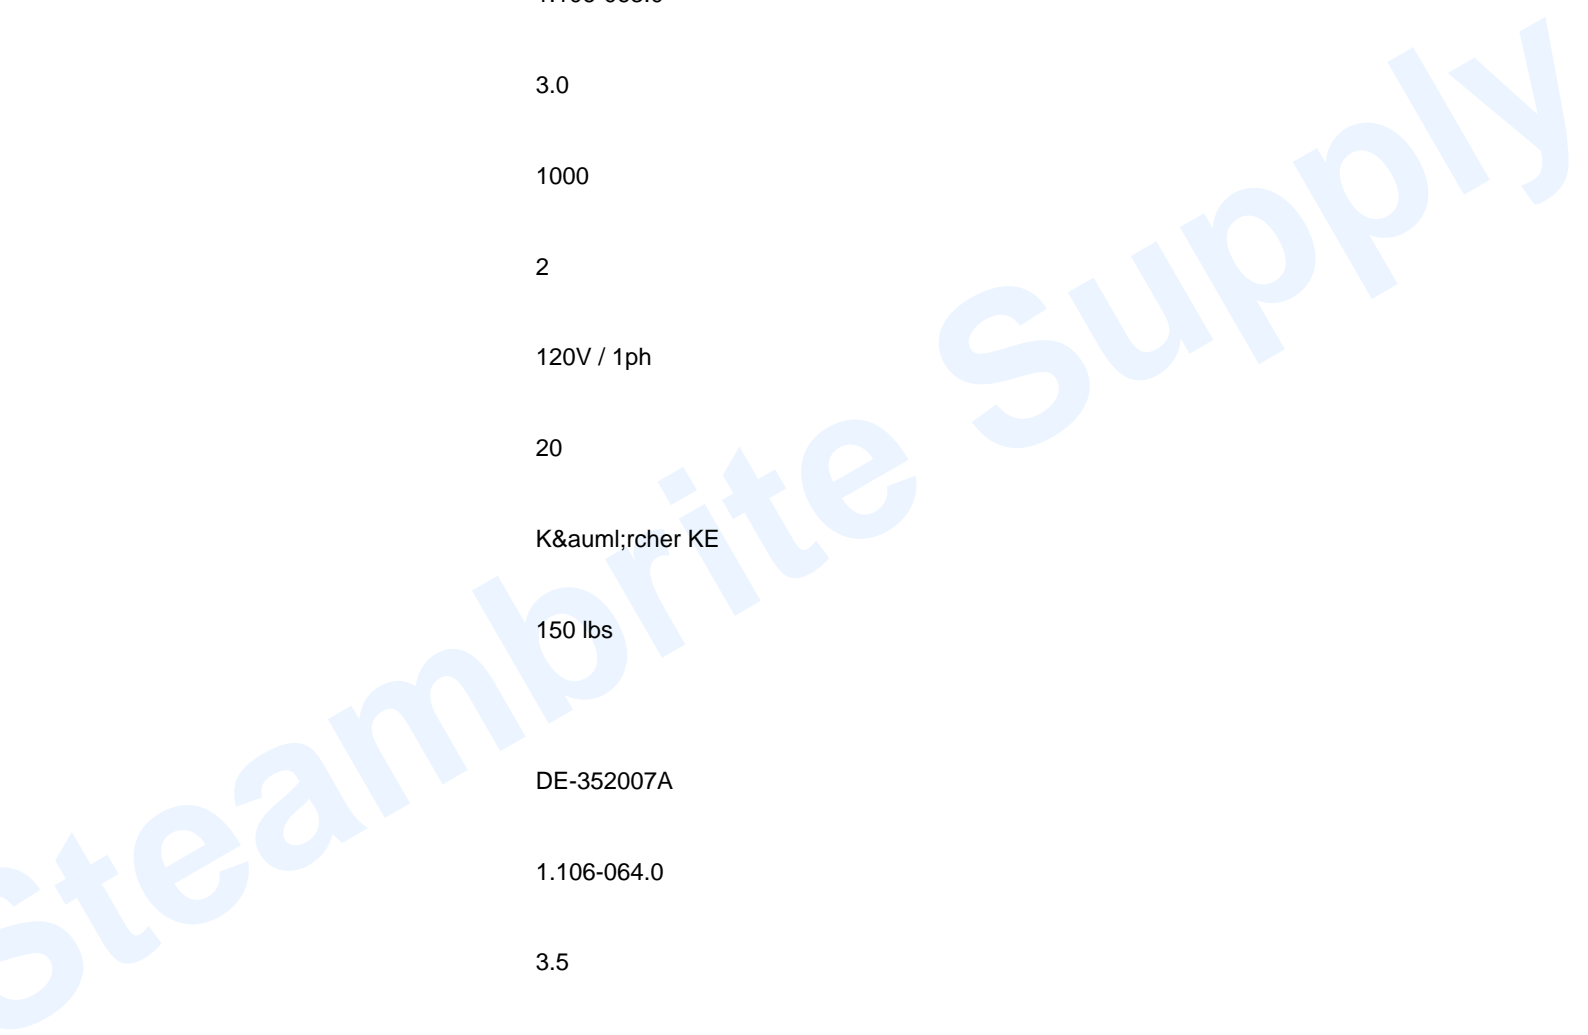 3.0
1000
2
120V / 1ph
20
K&auml;rcher KE
150 lbs
DE-352007A
1.106-064.0
3.5
Steambrite Supply